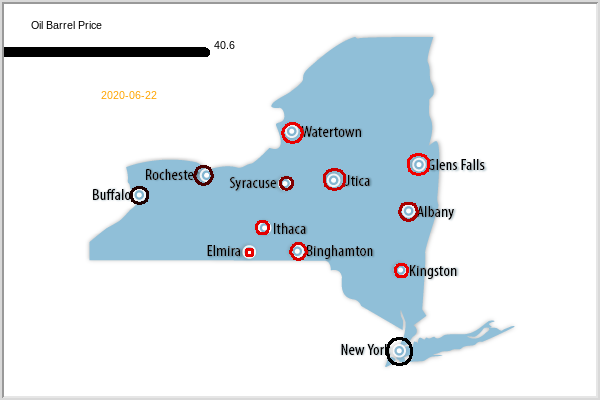 Oil Barrel Price
40.6
2020-06-22
Watertown
Rocheste
Syracuse
Utica
Glens Falls
Buffalo
Albany
Ithaca
Elmira
Binghamton
Kingston
New York